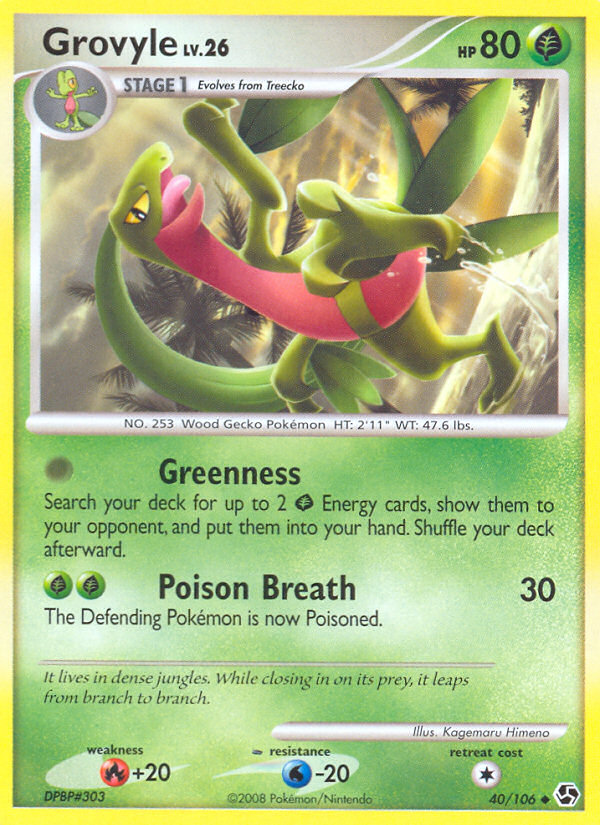 Grovyle LV.26 HP 80
STAGE 1 Evolves from Treecko
NO. 253 Wood Gecko Pokémon HT: 2'11" WT: 47.6 lbs.
Greenness
Search your deck for up to 2 Energy cards, show them to
your opponent, and put them into your hand. Shuffle your deck
afterward.
Poison Breath 30
The Defending Pokémon is now Poisoned.
It lives in dense jungles. While closing in on its prey, it leaps
from branch to branch.
Illus. Kagemaru Himeno
weakness resistance retreat cost
+20 -20
DPBP#303 ©2008 Pokémon/Nintendo 40/106